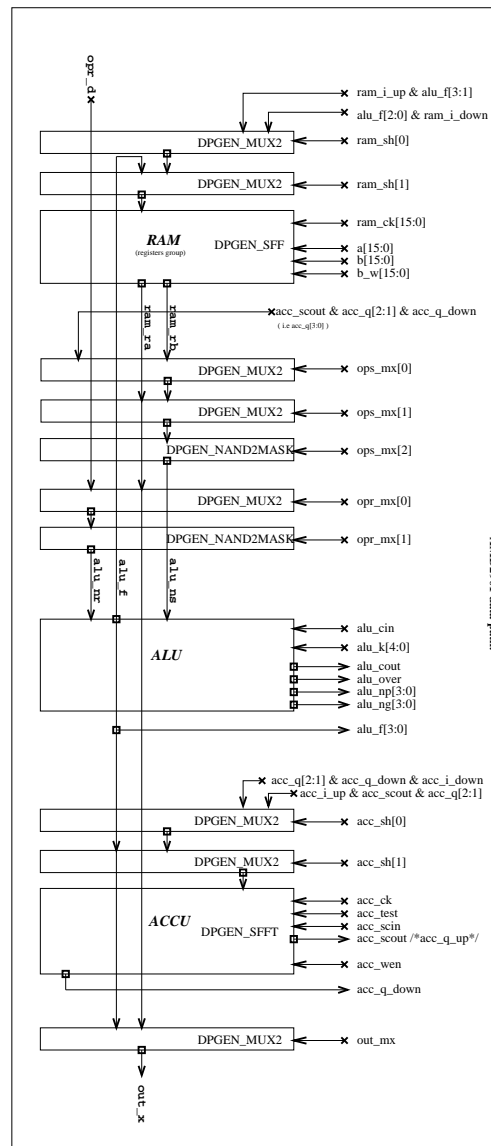 opr_d
ram_i_up & alu_f[3:1]
alu_f[2:0] & ram_i_down
DPGEN_MUX2
ram_sh[0]
DPGEN_MUX2
ram_sh[1]
RAM
(registers group)
DPGEN_SFF
ram_ck[15:0]
a[15:0]
b[15:0]
b_w[15:0]
ram_ra
ram_rb
acc_scout & acc_q[2:1] & acc_q_down
( i.e acc_q[3:0] )
DPGEN_MUX2
ops_mx[0]
DPGEN_MUX2
ops_mx[1]
DPGEN_NAND2MASK
ops_mx[2]
DPGEN_MUX2
opr_mx[0]
DPGEN_NAND2MASK
opr_mx[1]
alu_nr
alu_f
alu_ns
ALU
alu_cin
alu_k[4:0]
alu_cout
alu_over
alu_np[3:0]
alu_ng[3:0]
alu_f[3:0]
acc_q[2:1] & acc_q_down & acc_i_down
acc_i_up & acc_scout & acc_q[2:1]
DPGEN_MUX2
acc_sh[0]
DPGEN_MUX2
acc_sh[1]
ACCU
DPGEN_SFFT
acc_ck
acc_test
acc_scin
acc_scout /*acc_q_up*/
acc_wen
acc_q_down
DPGEN_MUX2
out_mx
out_x